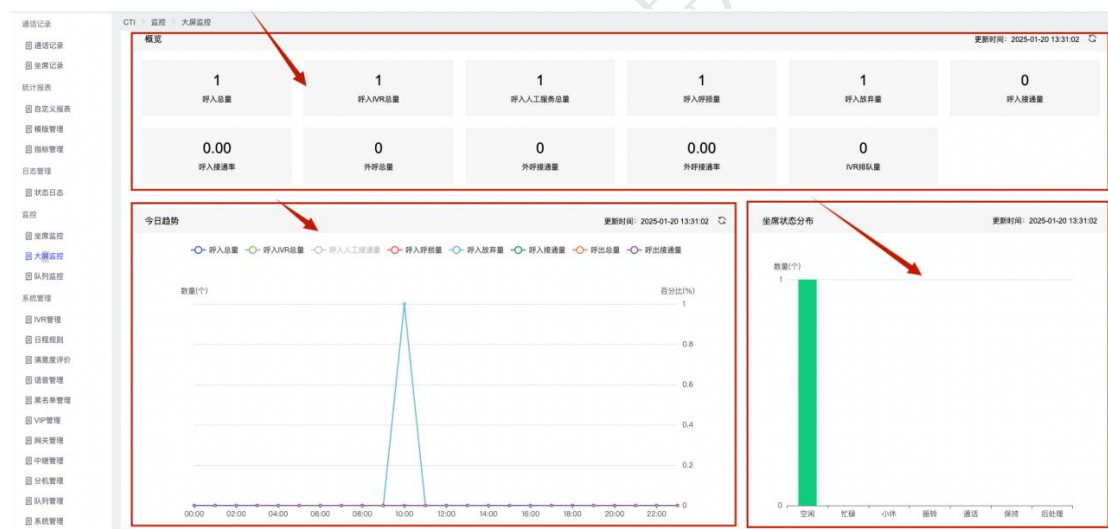 通话记录
通话记录
坐席记录
统计报表
自定义报表
模版管理
指标管理
日志管理
状态日志
监控
坐席监控
大屏监控
队列监控
系统管理
IVR管理
日程规则
满意度评价
语音管理
黑名单管理
VIP管理
网关管理
中继管理
分机管理
队列管理
系统管理
CTI > 监控 > 大屏监控
概览 更新时间：2025-01-20 13:31:02
1 1 1 1 1 0
呼入总量 呼入IVR总量 呼入人工服务总量 呼入呼损量 呼入放弃量 呼入接通量
0.00 0 0 0.00 0
呼入接通率 外呼总量 外呼接通量 外呼接通率 IVR排队量
今日趋势 更新时间：2025-01-20 13:31:02
呼入总量 呼入IVR总量 呼入人工接通量 呼入呼损量 呼入放弃量 呼入接通量 呼出总量 呼出接通量
数量(个) 百分比(%)
1
0.8
0.6
0.4
0.2
0
00:00 02:00 04:00 06:00 08:00 10:00 12:00 14:00 16:00 18:00 20:00 22:00
坐席状态分布 更新时间：2025-01-20 13:31:02
数量(个)
1
0
空闲 忙碌 小休 振铃 通话 保持 后处理